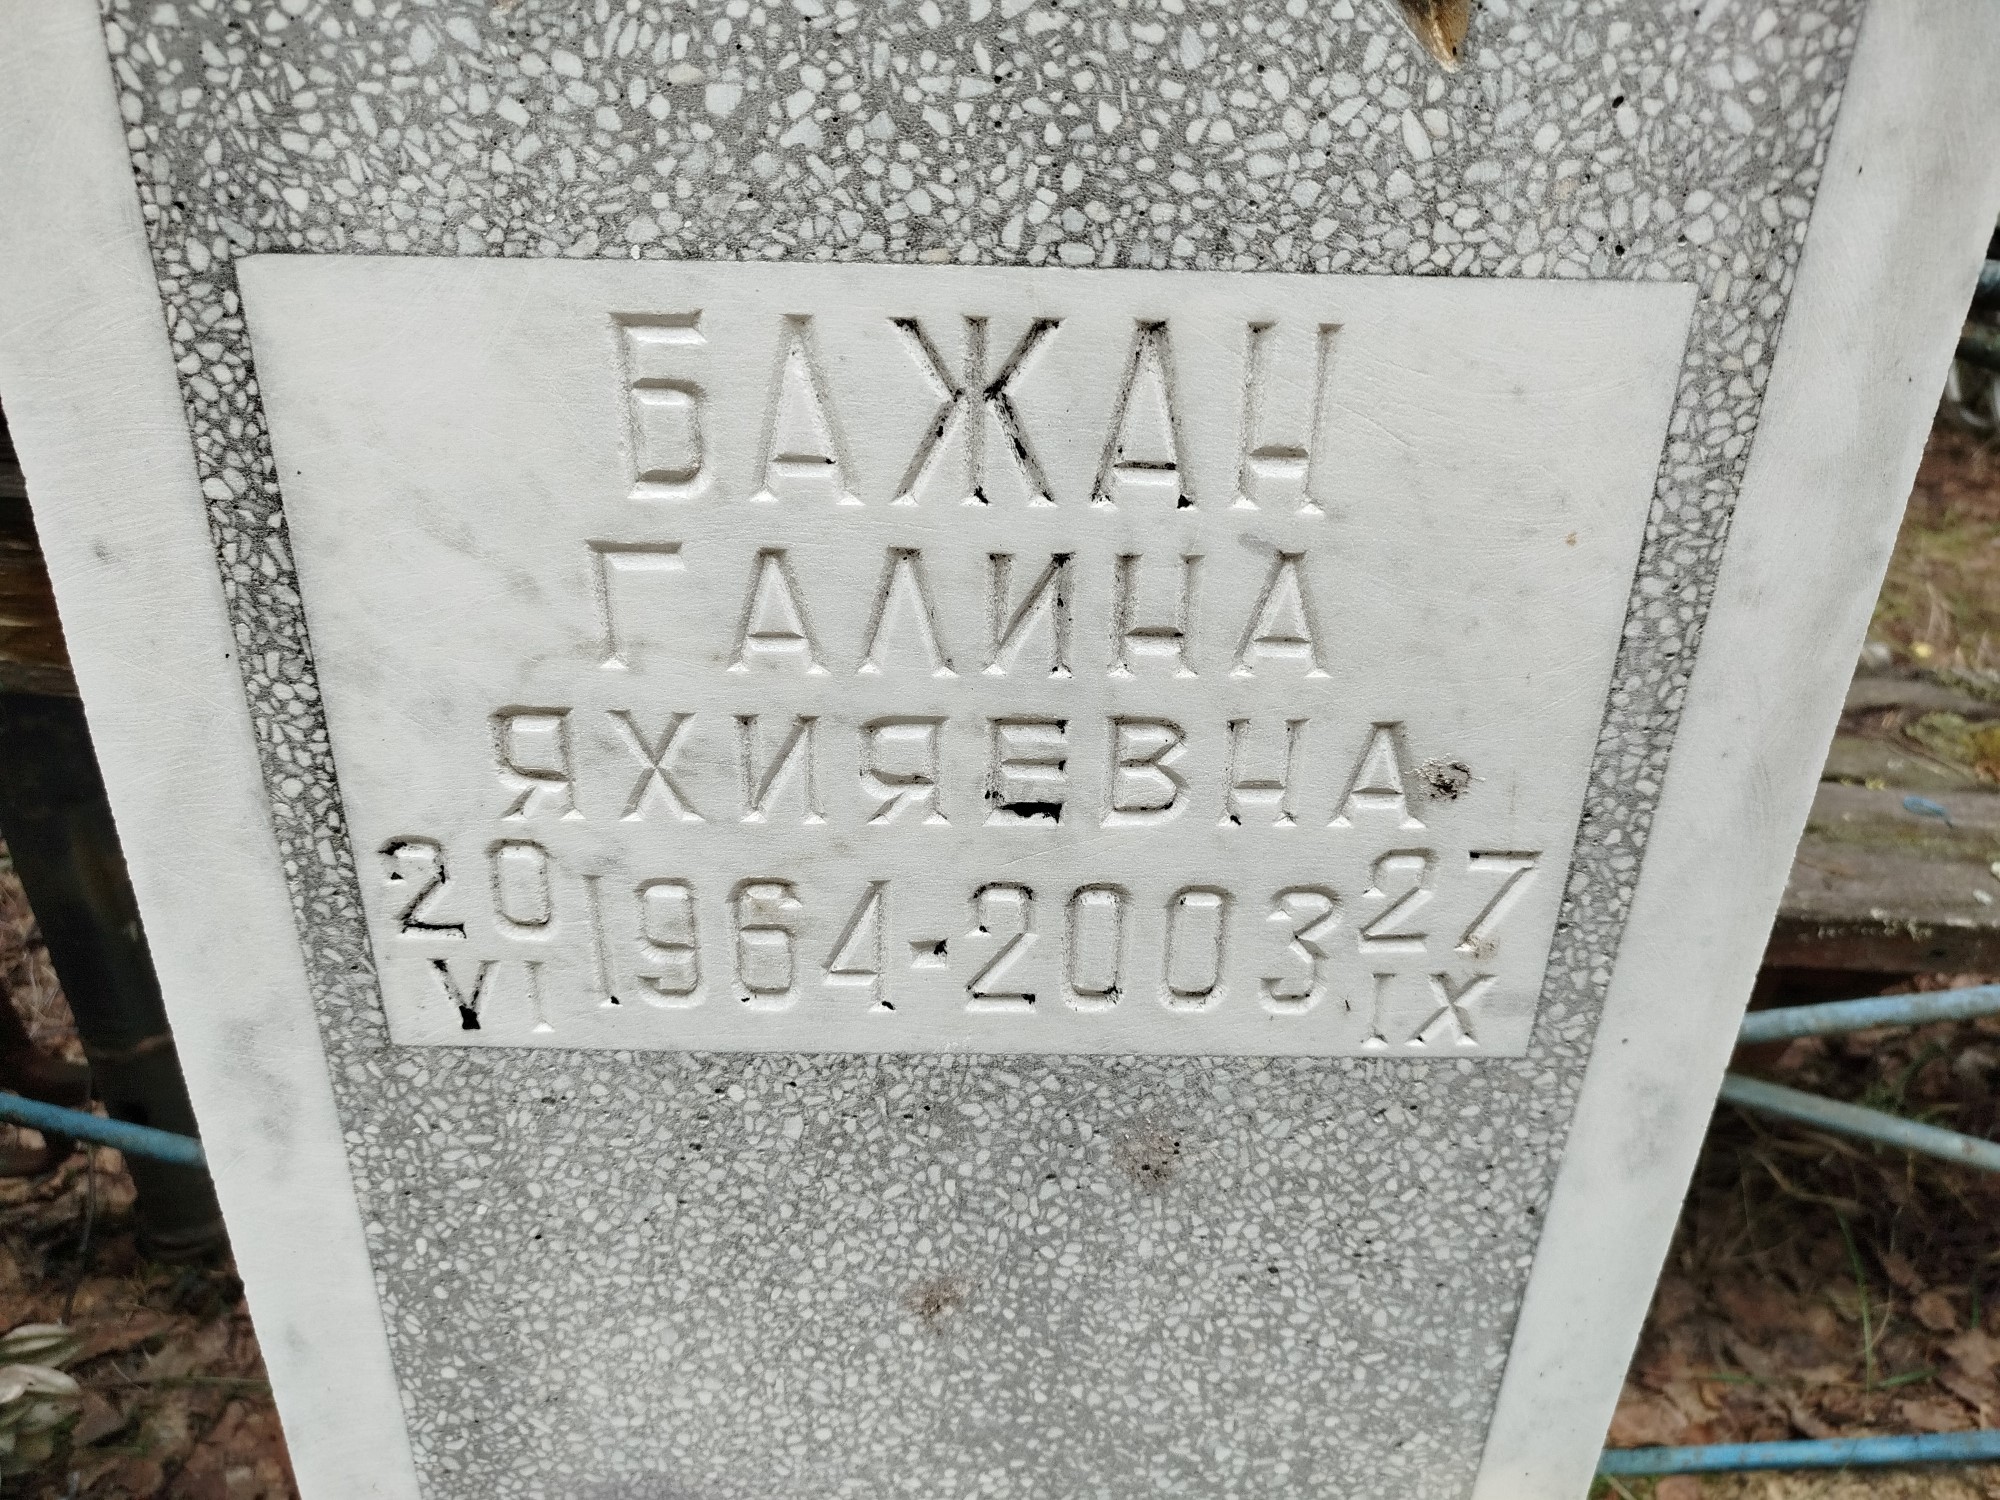 БАЖАН
ГАЛИНА
ЯХИЯЕВНА
20 VI 1964-2003 27 IX